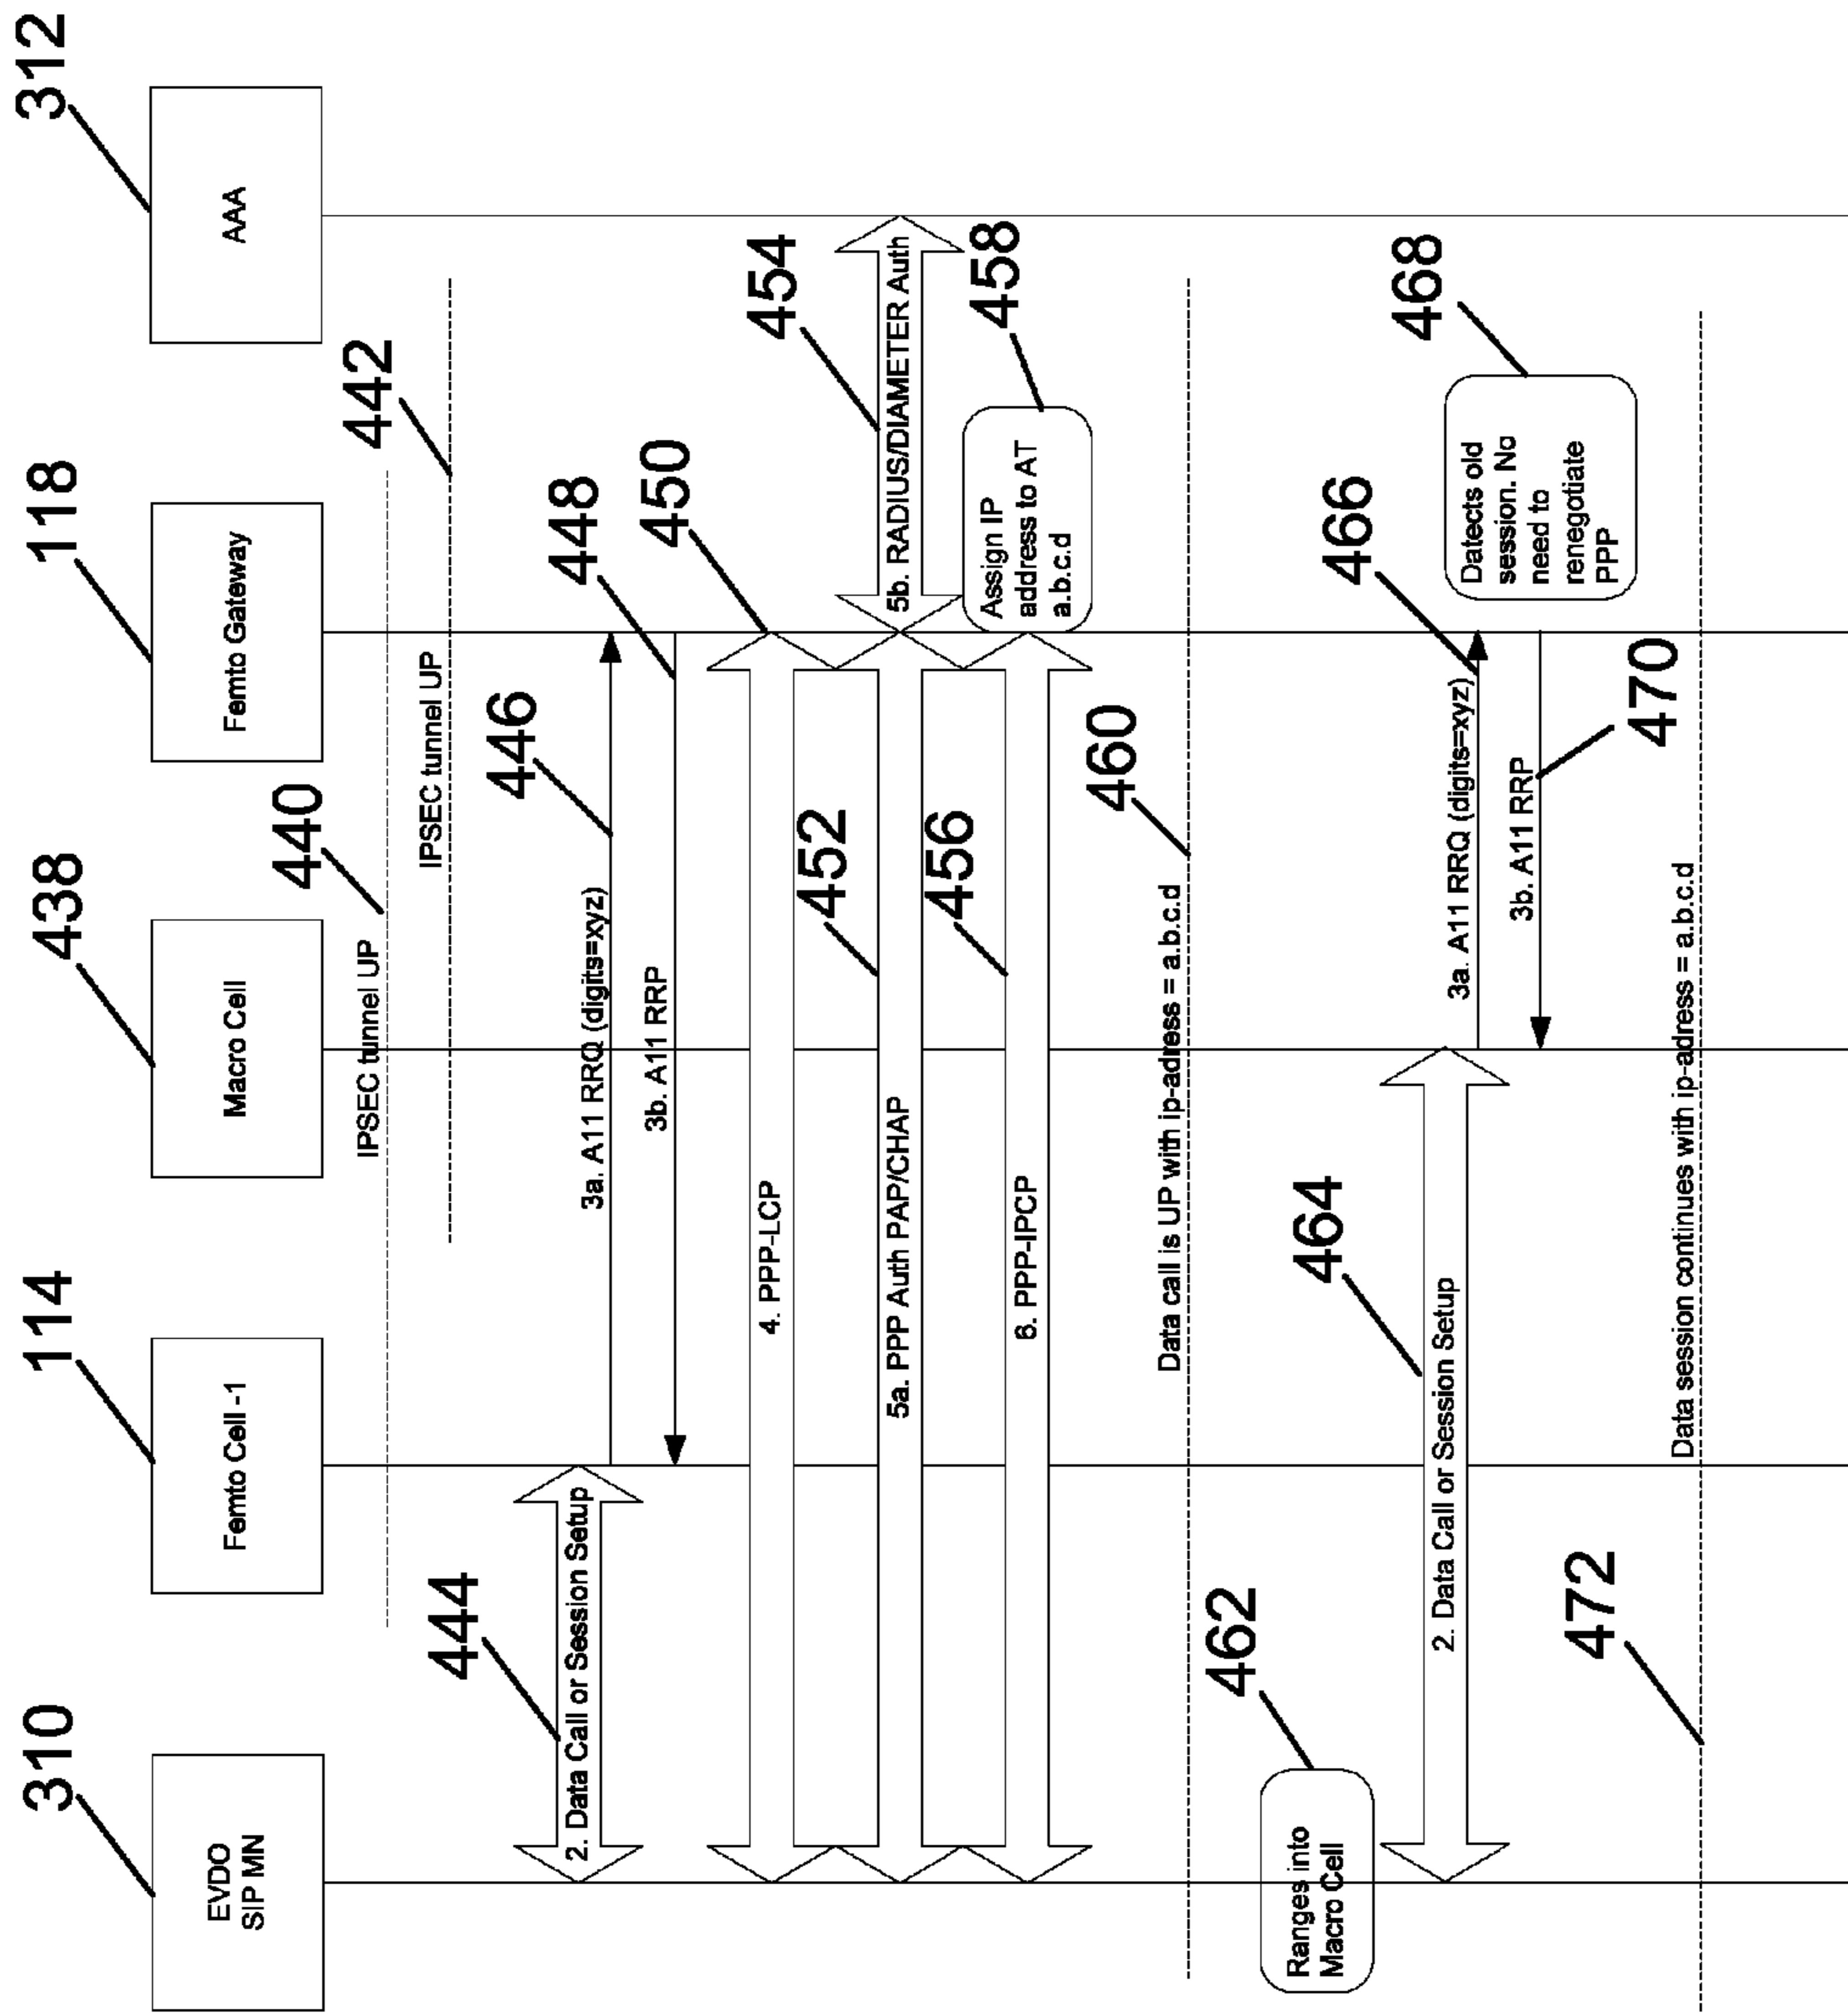 310
114
438
118
312
EVDO
SIP MN
Femto Cell -1
Macro Cell
Femto Gateway
AAA
440
IPSEC tunnel UP
442
IPSEC tunnel UP
444
2. Data Call or Session Setup
446
3a. A11 RRQ (digits=xyz)
448
3b. A11 RRP
450
4. PPP-LCP
452
5a. PPP Auth PAP/CHAP
454
5b. RADIUS/DIAMETER Auth
456
6. PPP-IPCP
458
Assign IP
address to AT
a.b.c.d
460
Data call is UP with ip-adress = a.b.c.d
462
Ranges into
Macro Cell
464
2. Data Call or Session Setup
466
3a. A11 RRQ (digits=xyz)
468
Datects old
session. No
need to
renegotiate
PPP
3b. A11 RRP
470
472
Data session continues with ip-adress = a.b.c.d